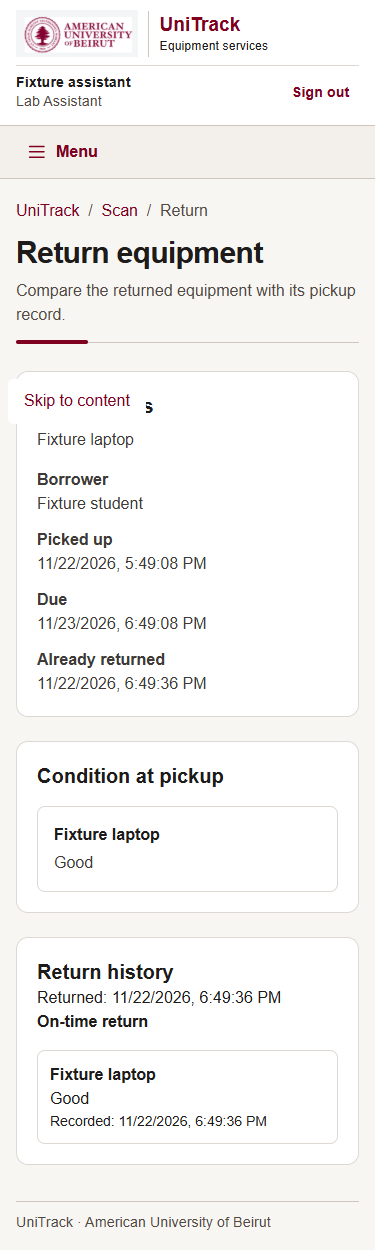 AMERICAN
UNIVERSITY
OF BEIRUT
UniTrack
Equipment services
Fixture assistant
Lab Assistant
Sign out
Menu
UniTrack / Scan / Return
Return equipment
Compare the returned equipment with its pickup
record.
Skip to content
Fixture laptop
Borrower
Fixture student
Picked up
11/22/2026, 5:49:08 PM
Due
11/23/2026, 6:49:08 PM
Already returned
11/22/2026, 6:49:36 PM
Condition at pickup
Fixture laptop
Good
Return history
Returned: 11/22/2026, 6:49:36 PM
On-time return
Fixture laptop
Good
Recorded: 11/22/2026, 6:49:36 PM
UniTrack · American University of Beirut